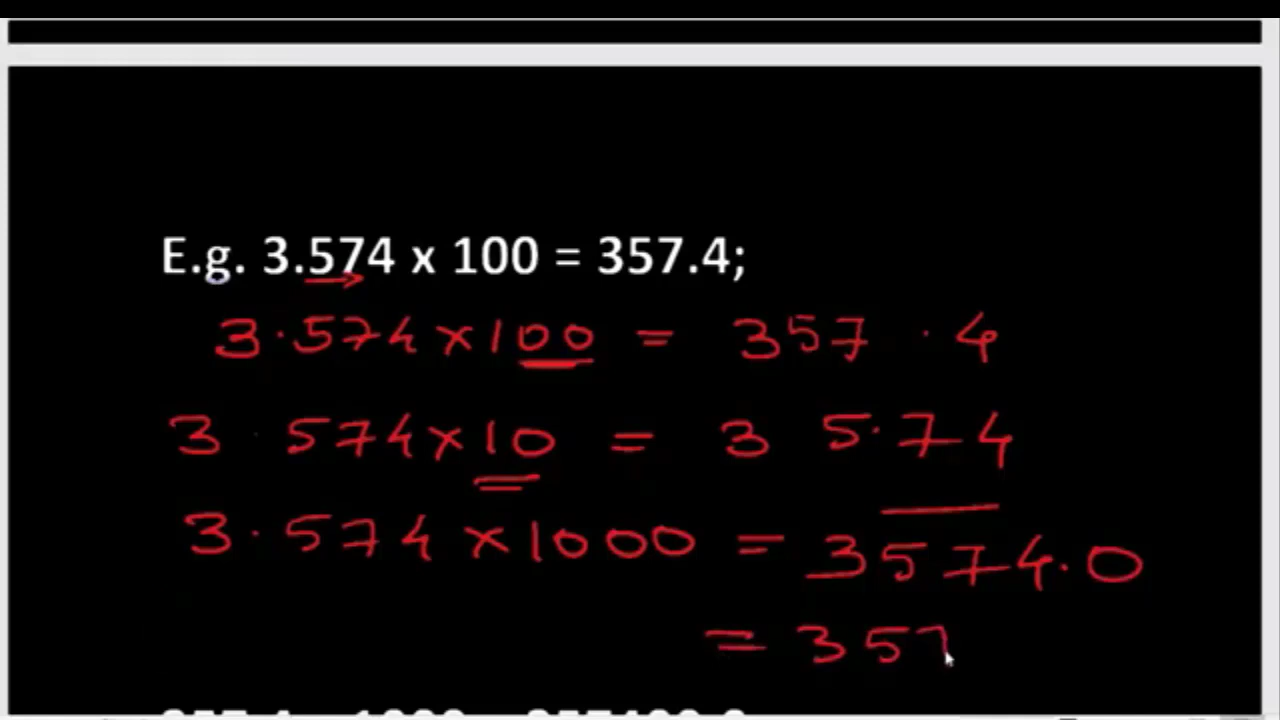 E.g. 3.574 x 100 = 357.4;
3.574 × 100 = 357.4
3.574 × 10 = 35.74
3.574 × 1000 = 3574.0
= 357